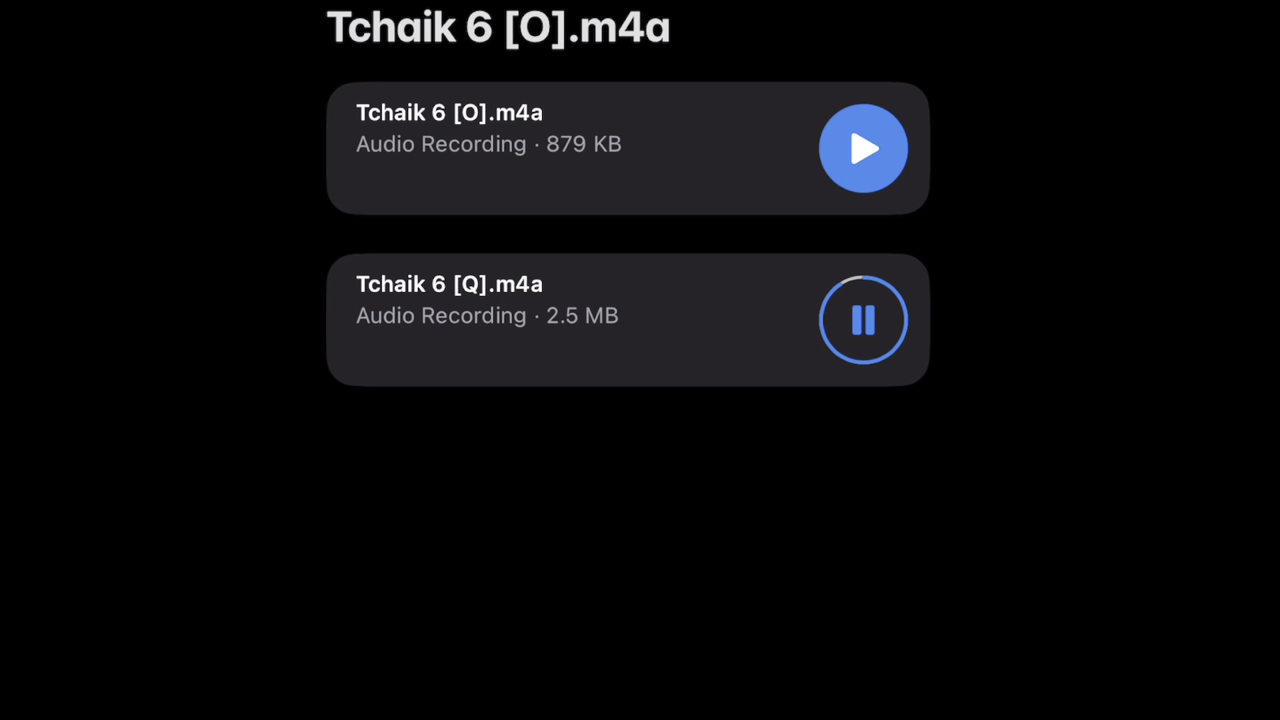 Tchaik 6 [O].m4a
Tchaik 6 [O].m4a
Audio Recording · 879 KB
Tchaik 6 [Q].m4a
Audio Recording · 2.5 MB